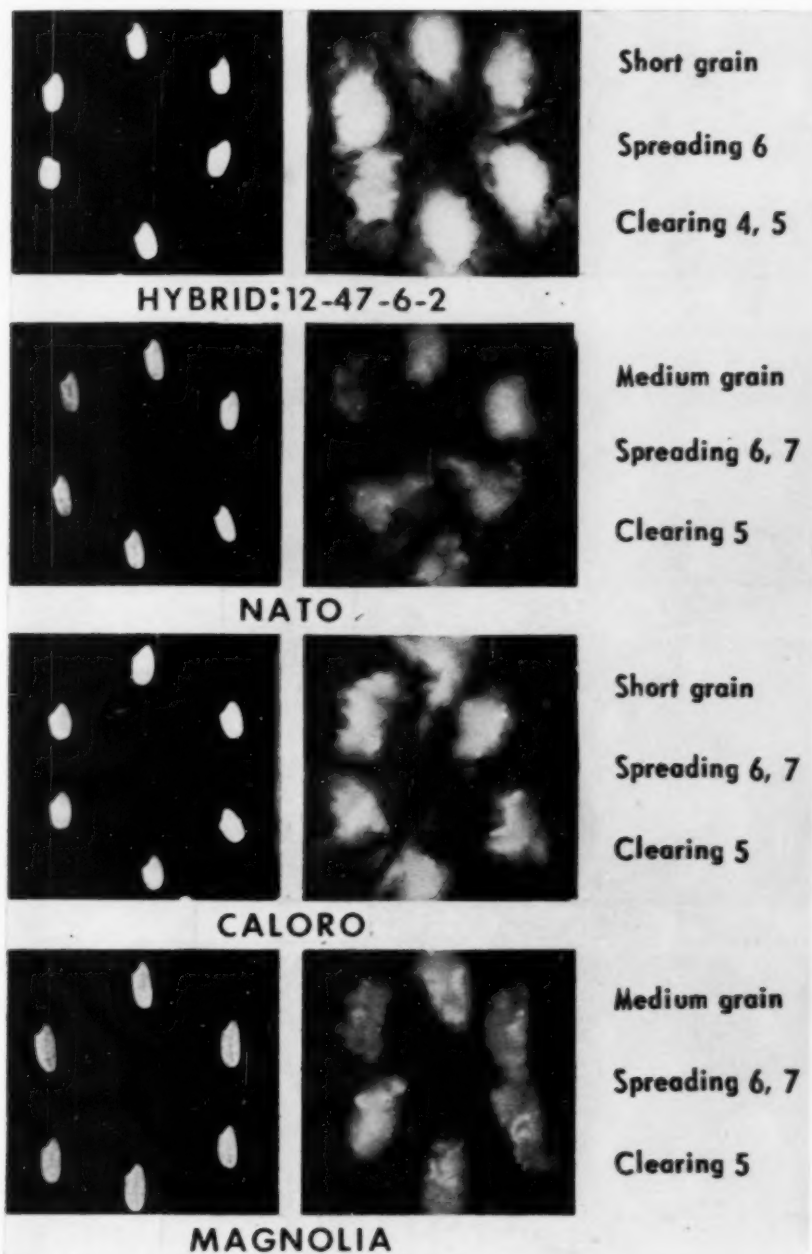 Short grain
Spreading 6
Clearing 4, 5
HYBRID:12-47-6-2
Medium grain
Spreading 6, 7
Clearing 5
NATO
Short grain
Spreading 6, 7
Clearing 5
CALORO
Medium grain
Spreading 6, 7
Clearing 5
MAGNOLIA